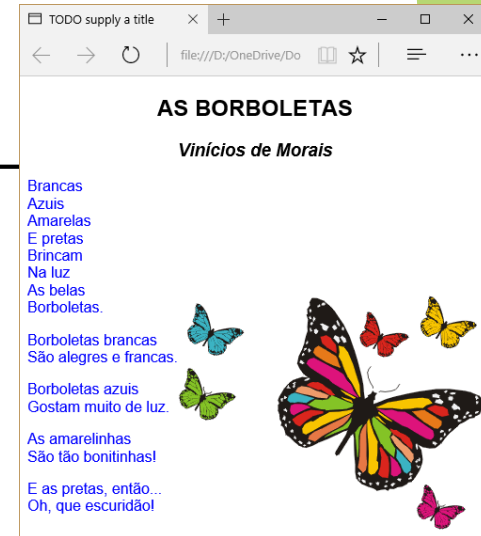 TODO supply a title
file:///D:/OneDrive/Do
AS BORBOLETAS
Vinícios de Morais
Brancas
Azuis
Amarelas
E pretas
Brincam
Na luz
As belas
Borboletas.
Borboletas brancas
São alegres e francas.
Borboletas azuis
Gostam muito de luz.
As amarelinhas
São tão bonitinhas!
E as pretas, então...
Oh, que escuridão!